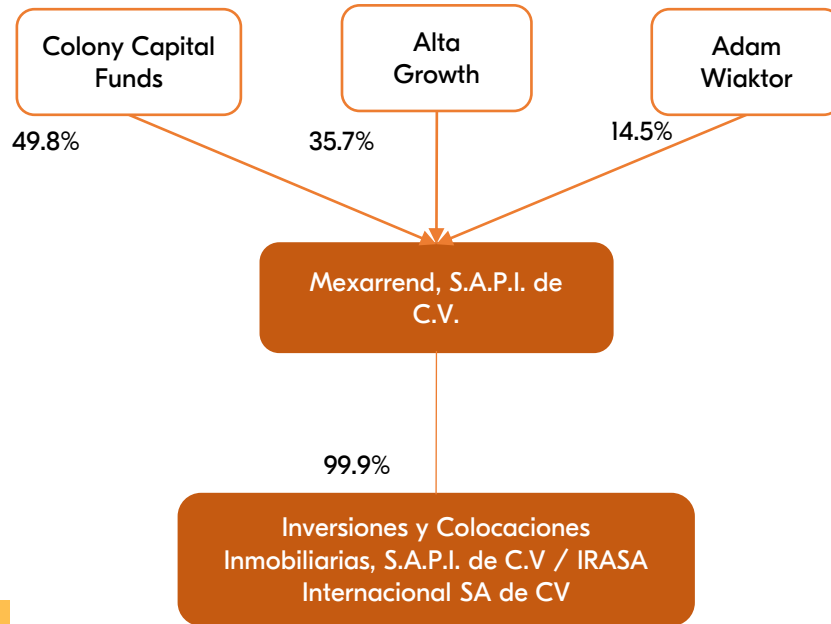 Colony Capital
Funds
Alta
Growth
Adam
Wiaktor
49.8%
35.7%
14.5%
Mexarrend, S.A.P.I. de
C.V.
99.9%
Inversiones y Colocaciones
Inmobiliarias, S.A.P.I. de C.V / IRASA
Internacional SA de CV